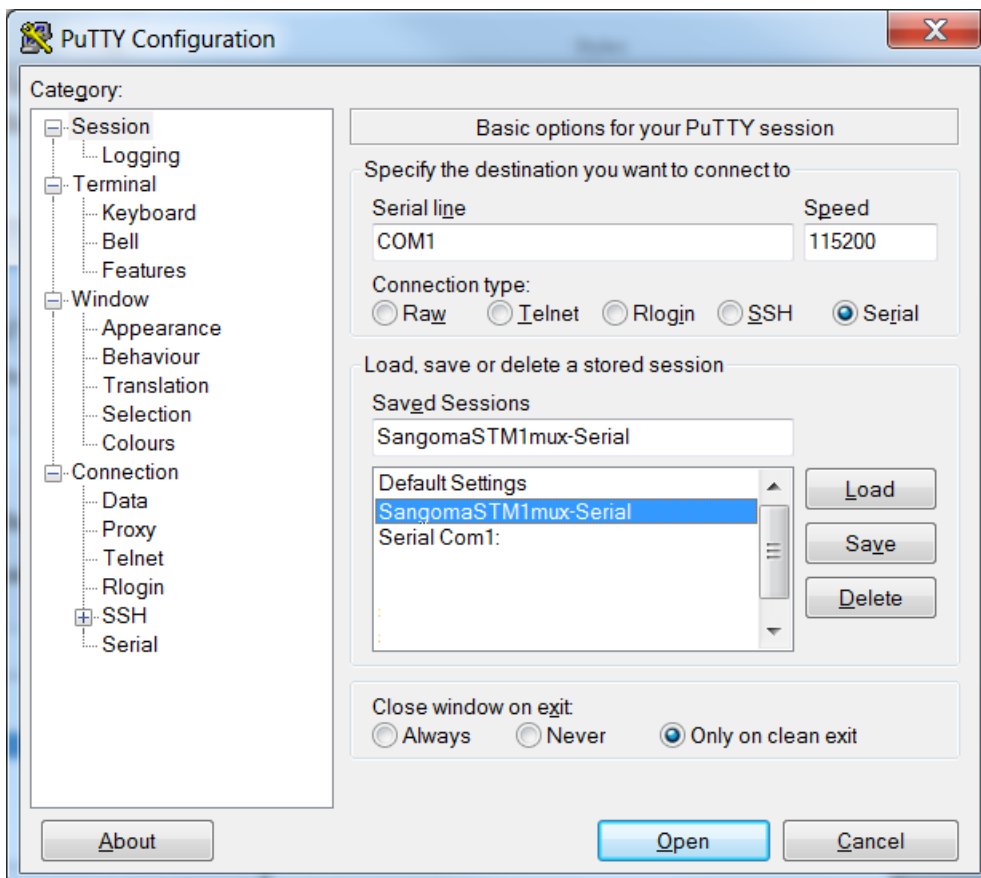 PuTTY Configuration
X
Category:
Session
Logging
Terminal
Keyboard
Bell
Features
Window
Appearance
Behaviour
Translation
Selection
Colours
Connection
Data
Proxy
Telnet
Rlogin
SSH
Serial
Basic options for your PuTTY session
Specify the destination you want to connect to
Serial line Speed
COM1 115200
Connection type:
Raw Telnet Rlogin SSH Serial
Load, save or delete a stored session
Saved Sessions
SangomaSTM1mux-Serial
Default Settings
SangomaSTM1mux-Serial
Serial Com1:
Load
Save
Delete
Close window on exit:
Always Never Only on clean exit
About Open Cancel